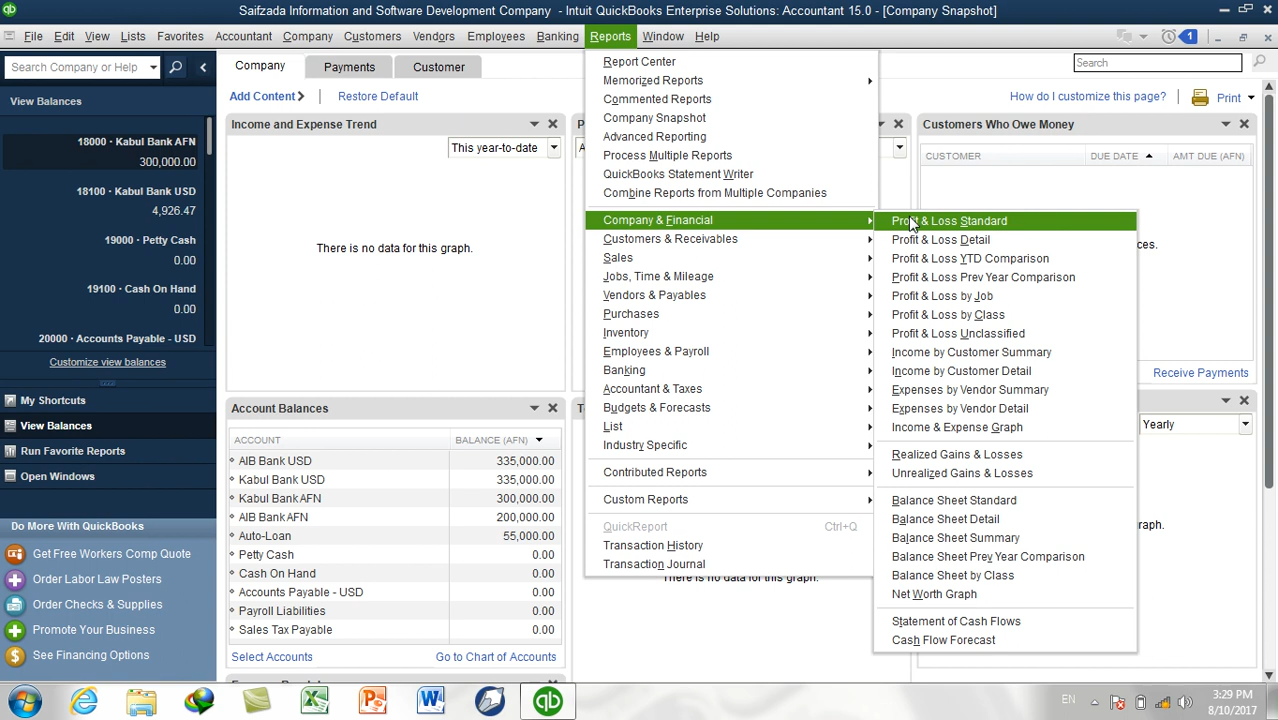 Saifzada Information and Software Development Company - Intuit QuickBooks Enterprise Solutions: Accountant 15.0 - [Company Snapshot]
File Edit View Lists Favorites Accountant Company Customers Vendors Employees Banking Reports Window Help
1
Search Company or Help
View Balances
18000 · Kabul Bank AFN
300,000.00
18100 · Kabul Bank USD
4,926.47
19000 · Petty Cash
0.00
19100 · Cash On Hand
0.00
20000 · Accounts Payable - USD
Customize view balances
My Shortcuts
View Balances
Run Favorite Reports
Open Windows
Do More With QuickBooks
Get Free Workers Comp Quote
Order Labor Law Posters
Order Checks & Supplies
Promote Your Business
See Financing Options
Company Payments Customer
Add Content Restore Default
Income and Expense Trend
This year-to-date
There is no data for this graph.
Account Balances
ACCOUNT BALANCE (AFN)
AIB Bank USD 335,000.00
Kabul Bank USD 335,000.00
Kabul Bank AFN 300,000.00
AIB Bank AFN 200,000.00
Auto-Loan 55,000.00
Petty Cash 0.00
Cash On Hand 0.00
Accounts Payable - USD 0.00
Payroll Liabilities 0.00
Sales Tax Payable 0.00
Select Accounts Go to Chart of Accounts
Report Center
Memorized Reports
Commented Reports
Company Snapshot
Advanced Reporting
Process Multiple Reports
QuickBooks Statement Writer
Combine Reports from Multiple Companies
Company & Financial
Customers & Receivables
Sales
Jobs, Time & Mileage
Vendors & Payables
Purchases
Inventory
Employees & Payroll
Banking
Accountant & Taxes
Budgets & Forecasts
List
Industry Specific
Contributed Reports
Custom Reports
QuickReport Ctrl+Q
Transaction History
Transaction Journal
There is no data for this graph.
Profit & Loss Standard
Profit & Loss Detail
Profit & Loss YTD Comparison
Profit & Loss Prev Year Comparison
Profit & Loss by Job
Profit & Loss by Class
Profit & Loss Unclassified
Income by Customer Summary
Income by Customer Detail
Expenses by Vendor Summary
Expenses by Vendor Detail
Income & Expense Graph
Realized Gains & Losses
Unrealized Gains & Losses
Balance Sheet Standard
Balance Sheet Detail
Balance Sheet Summary
Balance Sheet Prev Year Comparison
Balance Sheet by Class
Net Worth Graph
Statement of Cash Flows
Cash Flow Forecast
Search
How do I customize this page? Print
Customers Who Owe Money
CUSTOMER DUE DATE AMT DUE (AFN)
Receive Payments
Yearly
EN
3:29 PM
8/10/2017